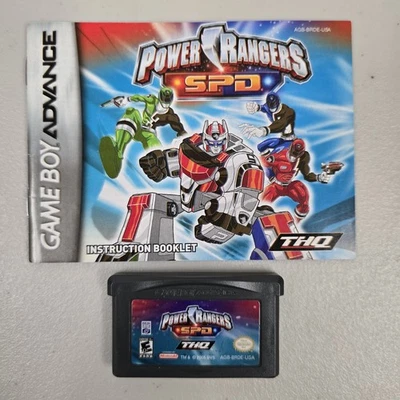 GAME BOY ADVANCE
POWER RANGERS
SPD
AGB-BRDE-USA
INSTRUCTION BOOKLET
THQ
POWER RANGERS
SPD
THQ
E
AGB-BRDE-USA